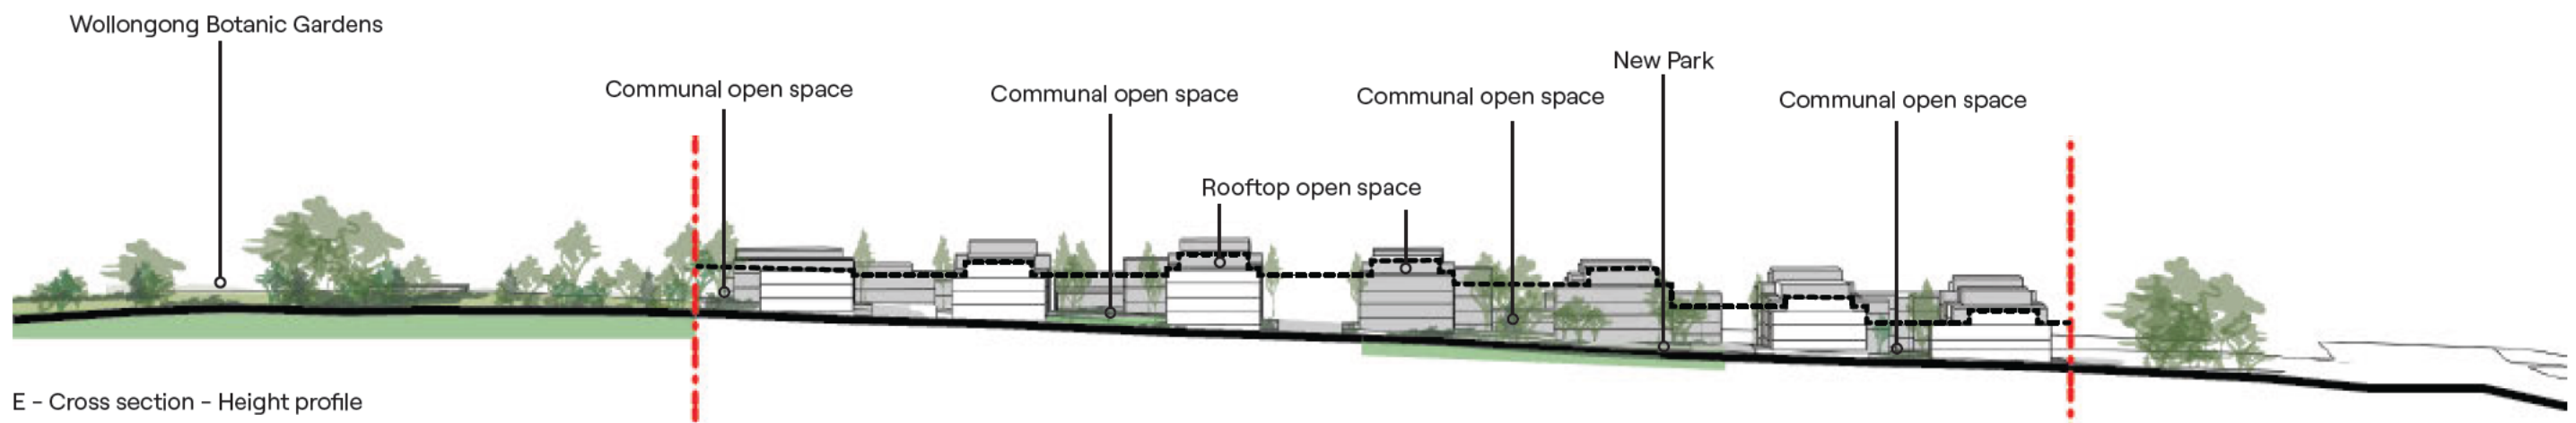 Wollongong Botanic Gardens
Communal open space
Communal open space
Communal open space
New Park
Communal open space
Rooftop open space
E – Cross section – Height profile